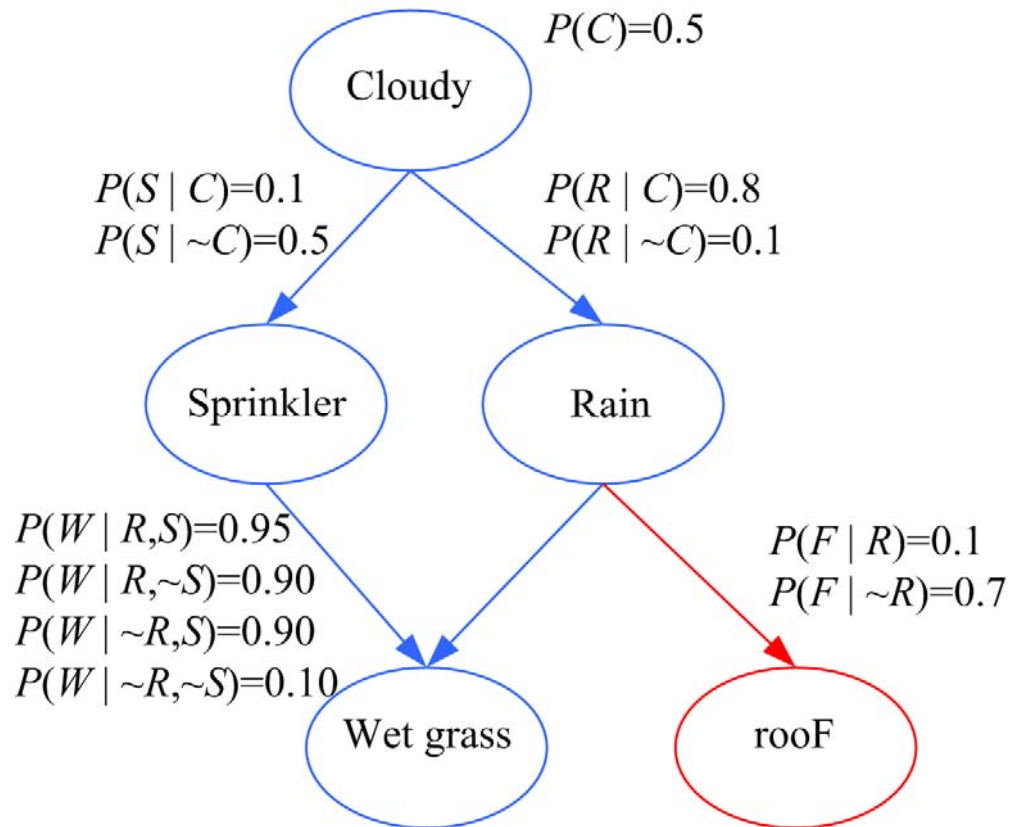 P(C)=0.5
Cloudy
P(S | C)=0.1
P(S | ~C)=0.5
P(R | C)=0.8
P(R | ~C)=0.1
Sprinkler
Rain
P(W | R,S)=0.95
P(W | R,~S)=0.90
P(W | ~R,S)=0.90
P(W | ~R,~S)=0.10
P(F | R)=0.1
P(F | ~R)=0.7
Wet grass
rooF